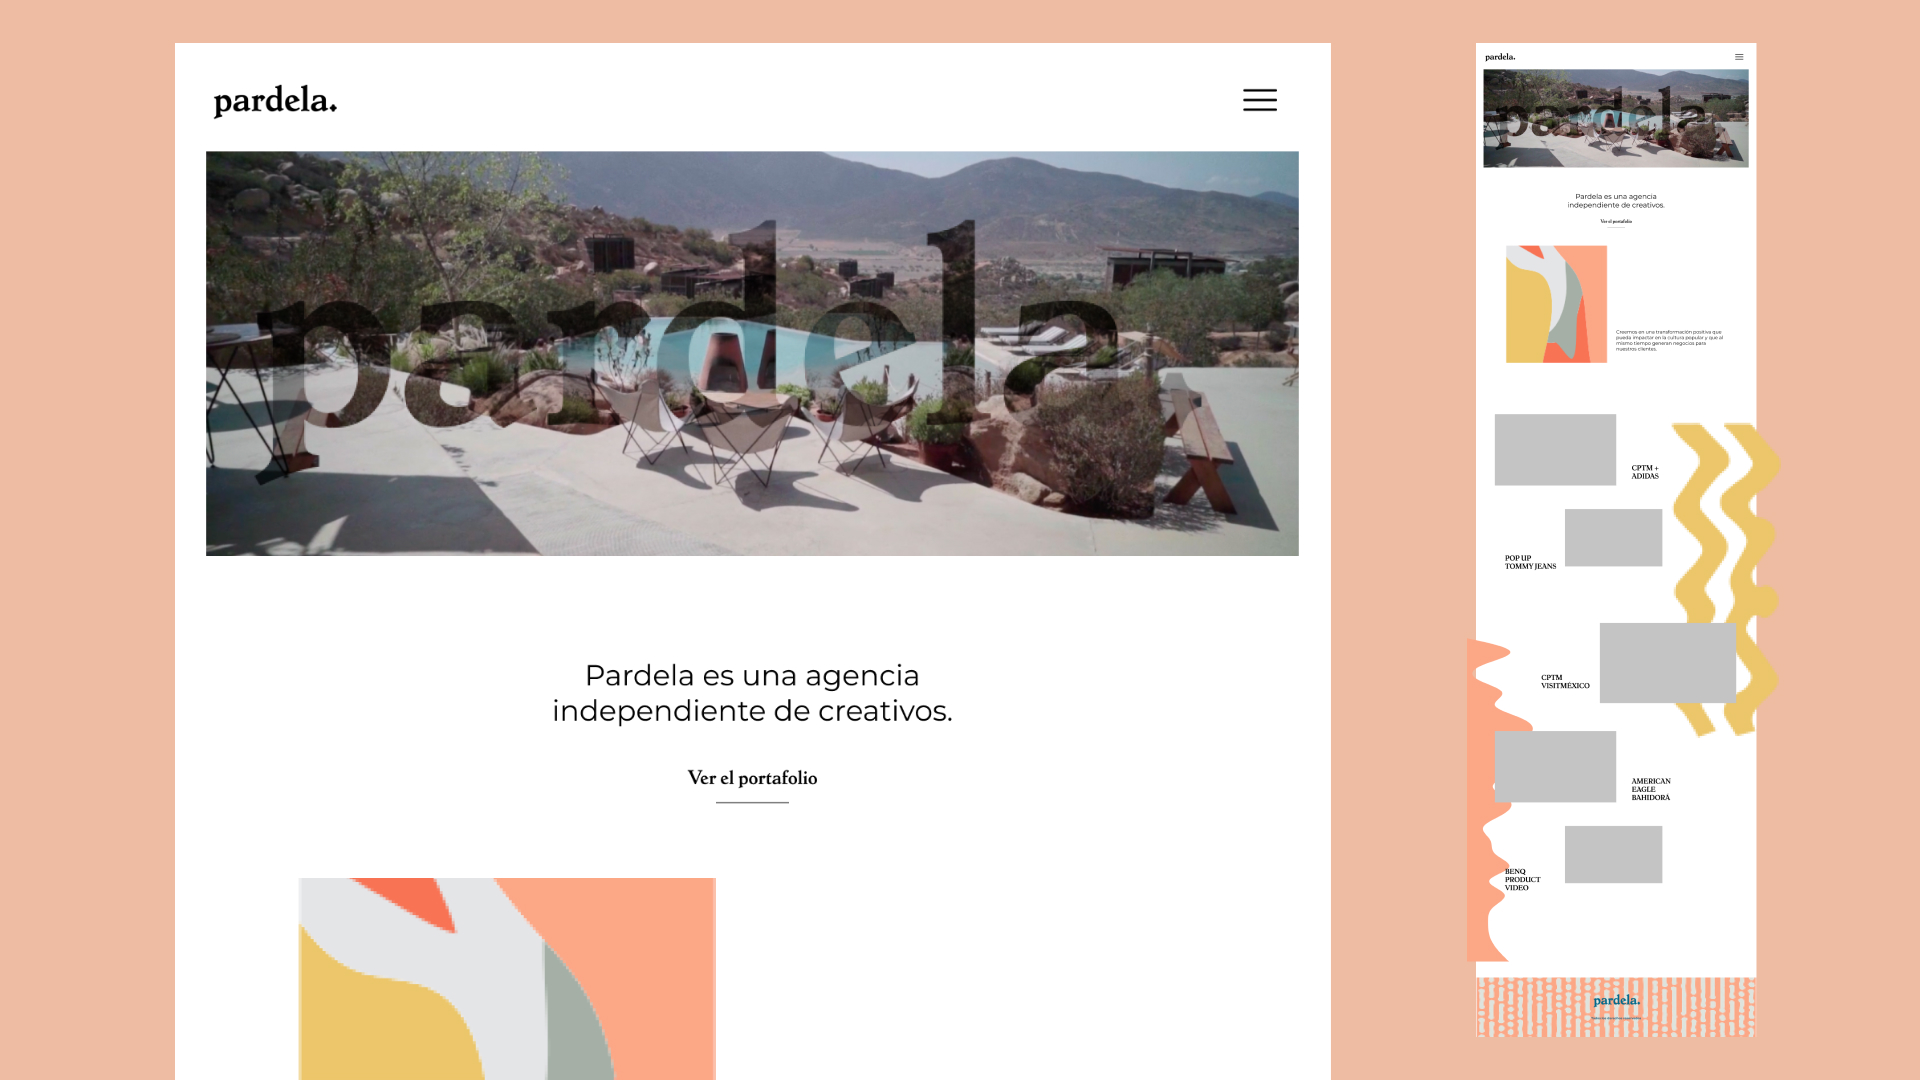 pardela.
pardela
Pardela es una agencia
independiente de creativos.
Ver el portafolio
pardela.
pardela
Pardela es una agencia
independiente de creativos.
Ver el portafolio
Creemos en una transformación positiva que
pueda impactar en la cultura popular y que al
mismo tiempo generan negocios para
nuestros clientes.
CPTM +
ADIDAS
POP UP
TOMMY JEANS
CPTM
VISITMÉXICO
AMERICAN
EAGLE
BAHIDORÁ
BENQ
PRODUCT
VIDEO
pardela.